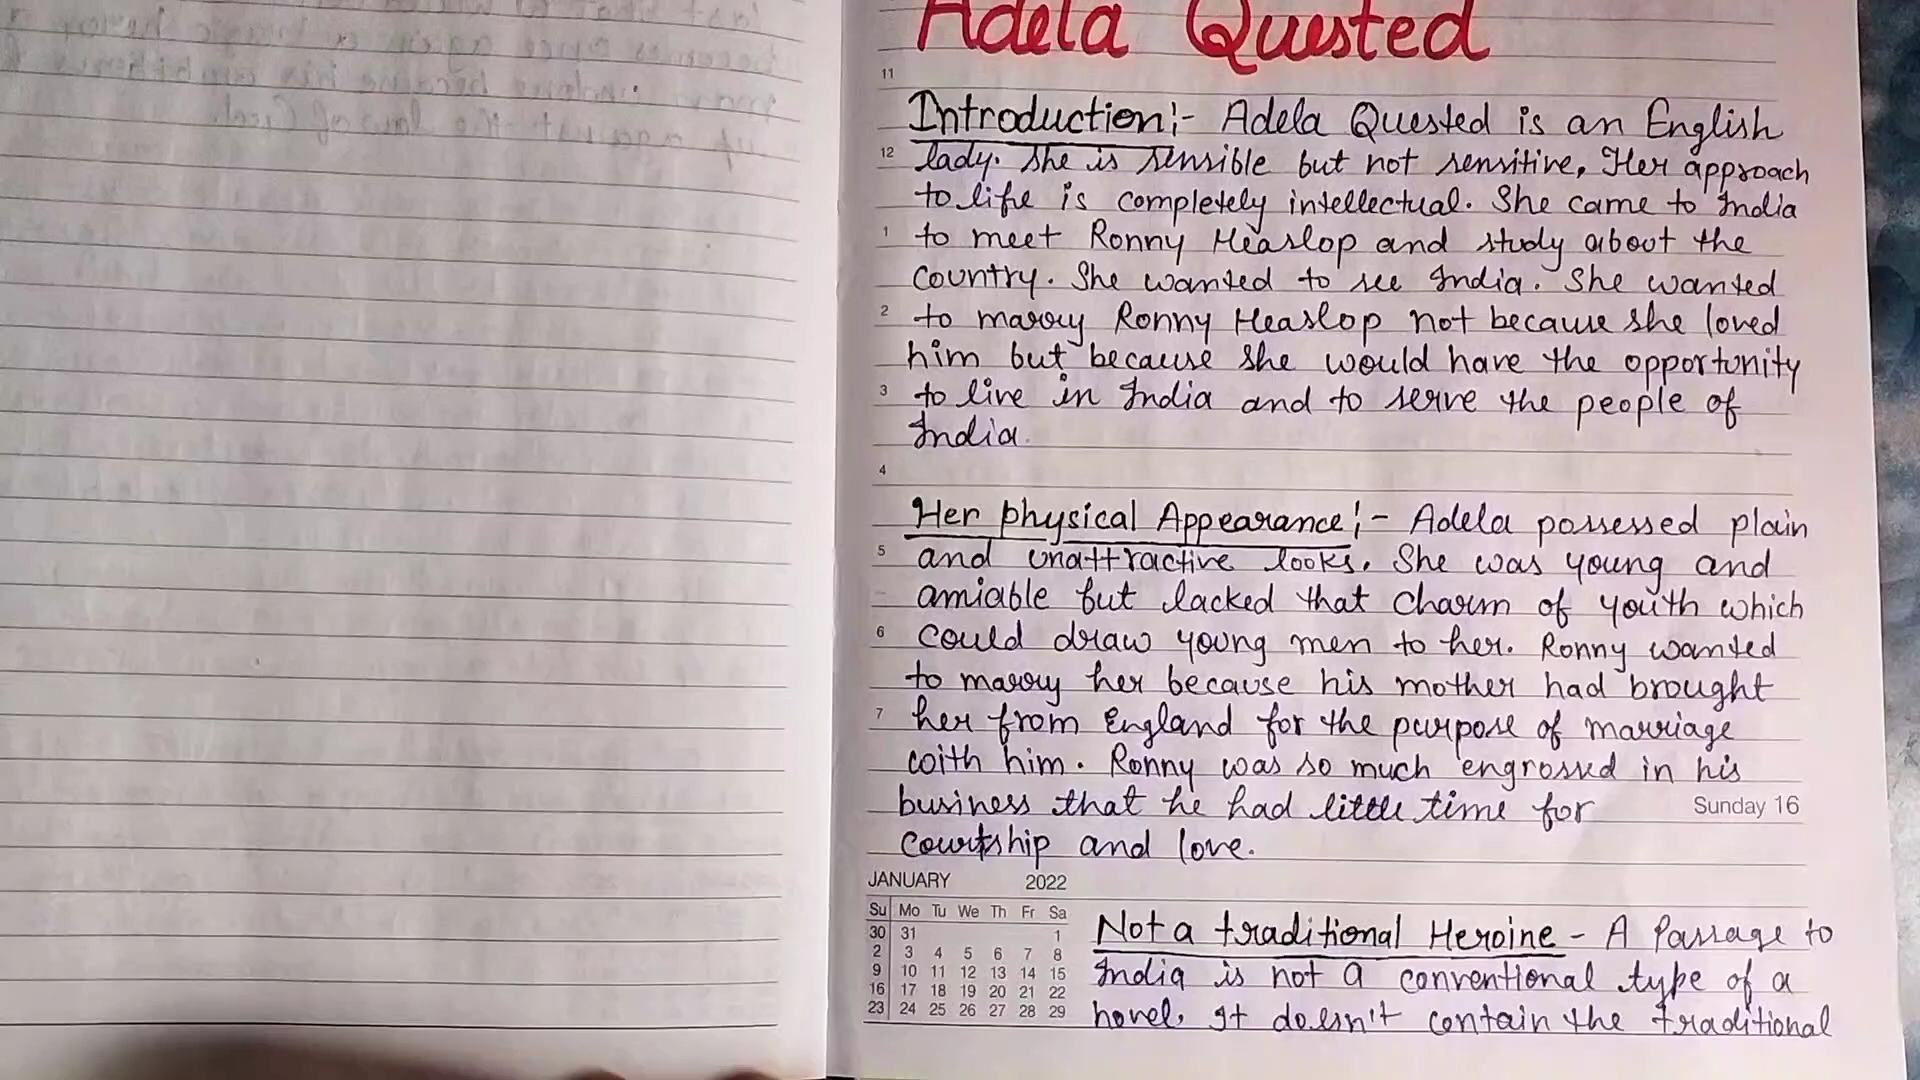 Adela Quested
11
Introduction:- Adela Quested is an English
12 lady. She is sensible but not sensitive. Her approach
to life is completely intellectual. She came to India
1 to meet Ronny Heaslop and study about the
country. She wanted to see India. She wanted
2 to marry Ronny Heaslop not because she loved
him but because she would have the opportunity
3 to live in India and to serve the people of
India.
4
Her physical Appearance:- Adela possessed plain
5 and unattractive looks. She was young and
amiable but lacked that charm of youth which
6 could draw young men to her. Ronny wanted
to marry her because his mother had brought
7 her from England for the purpose of marriage
with him. Ronny was so much engrossed in his
business that he had little time for
Sunday 16
courtship and love.
JANUARY 2022
Su Mo Tu We Th Fr Sa
30 31 1
2 3 4 5 6 7 8
9 10 11 12 13 14 15
16 17 18 19 20 21 22
23 24 25 26 27 28 29
Not a traditional Heroine - A Passage to
India is not a conventional type of a
novel. It doesn't contain the traditional